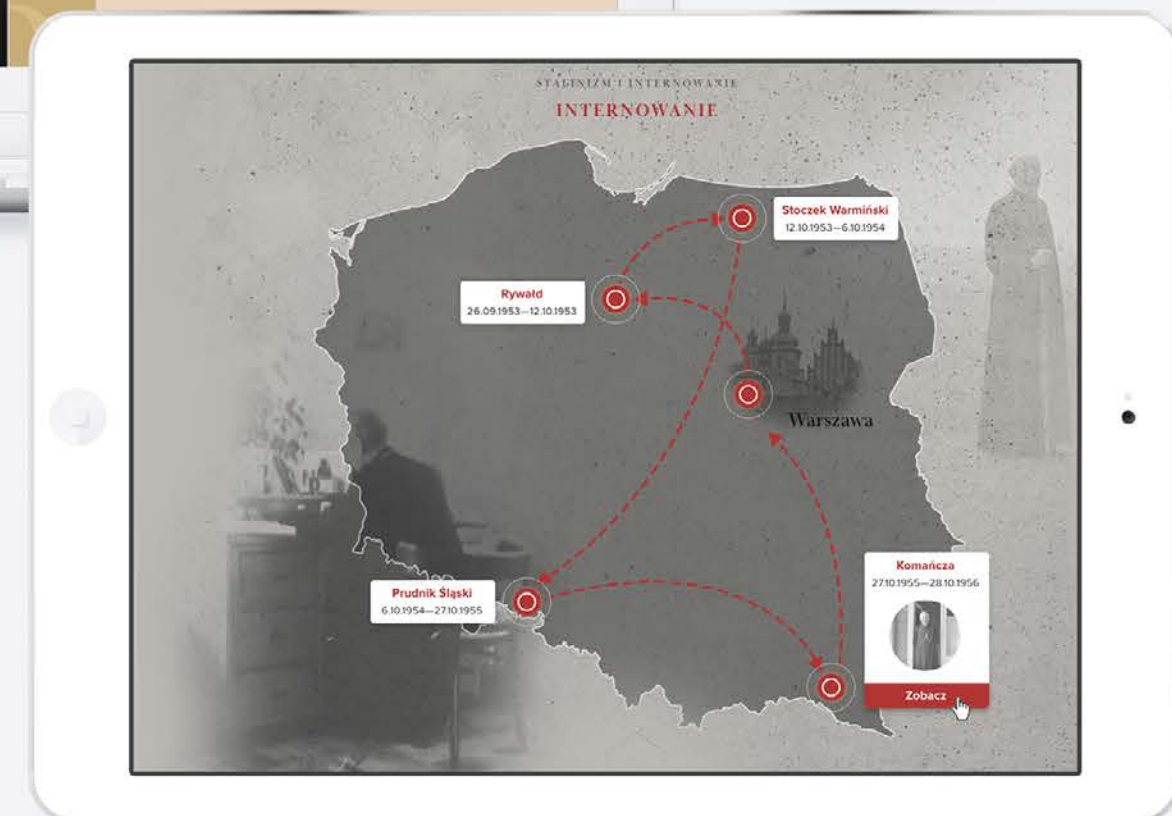 STALINIZM I INTERNOWANIE
INTERNOWANIE
Stoczek Warmiński
12.10.1953—6.10.1954
Rywałd
26.09.1953—12.10.1953
Warszawa
Prudnik Śląski
6.10.1954—27.10.1955
Komańcza
27.10.1955—28.10.1956
Zobacz